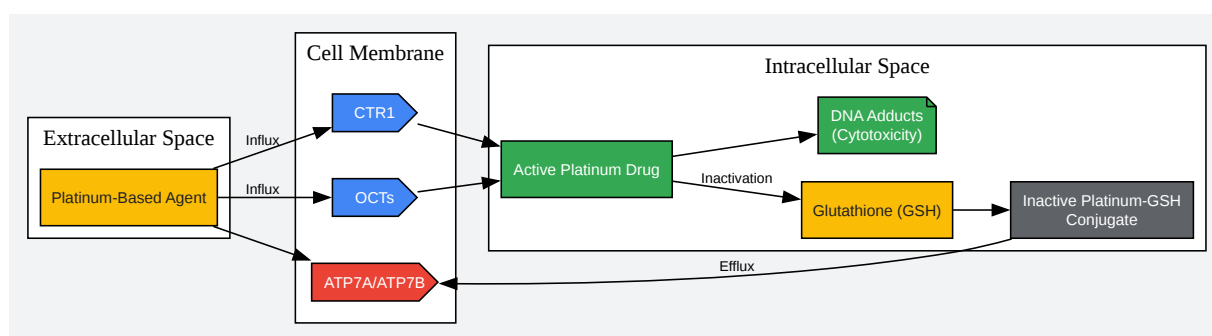 Cell Membrane
Intracellular Space
Extracellular Space
CTR1
DNA Adducts
(Cytotoxicity)
Influx
Active Platinum Drug
Platinum-Based Agent
Influx
OCTs
Inactivation
Glutathione (GSH)
Inactive Platinum-GSH
Conjugate
ATP7A/ATP7B
Efflux